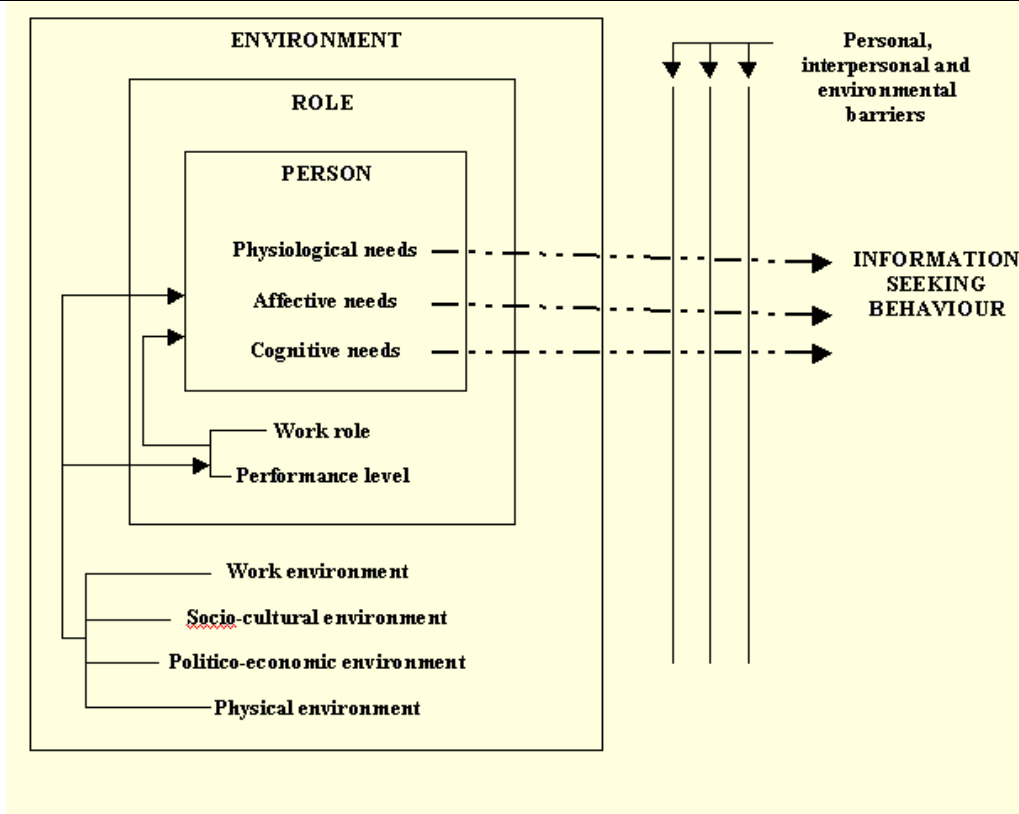 ENVIRONMENT
ROLE
PERSON
Physiological needs
Affective needs
Cognitive needs
Work role
Performance level
Work environment
Socio-cultural environment
Politico-economic environment
Physical environment
Personal,
interpersonal and
environmental
barriers
INFORMATION
SEEKING
BEHAVIOUR